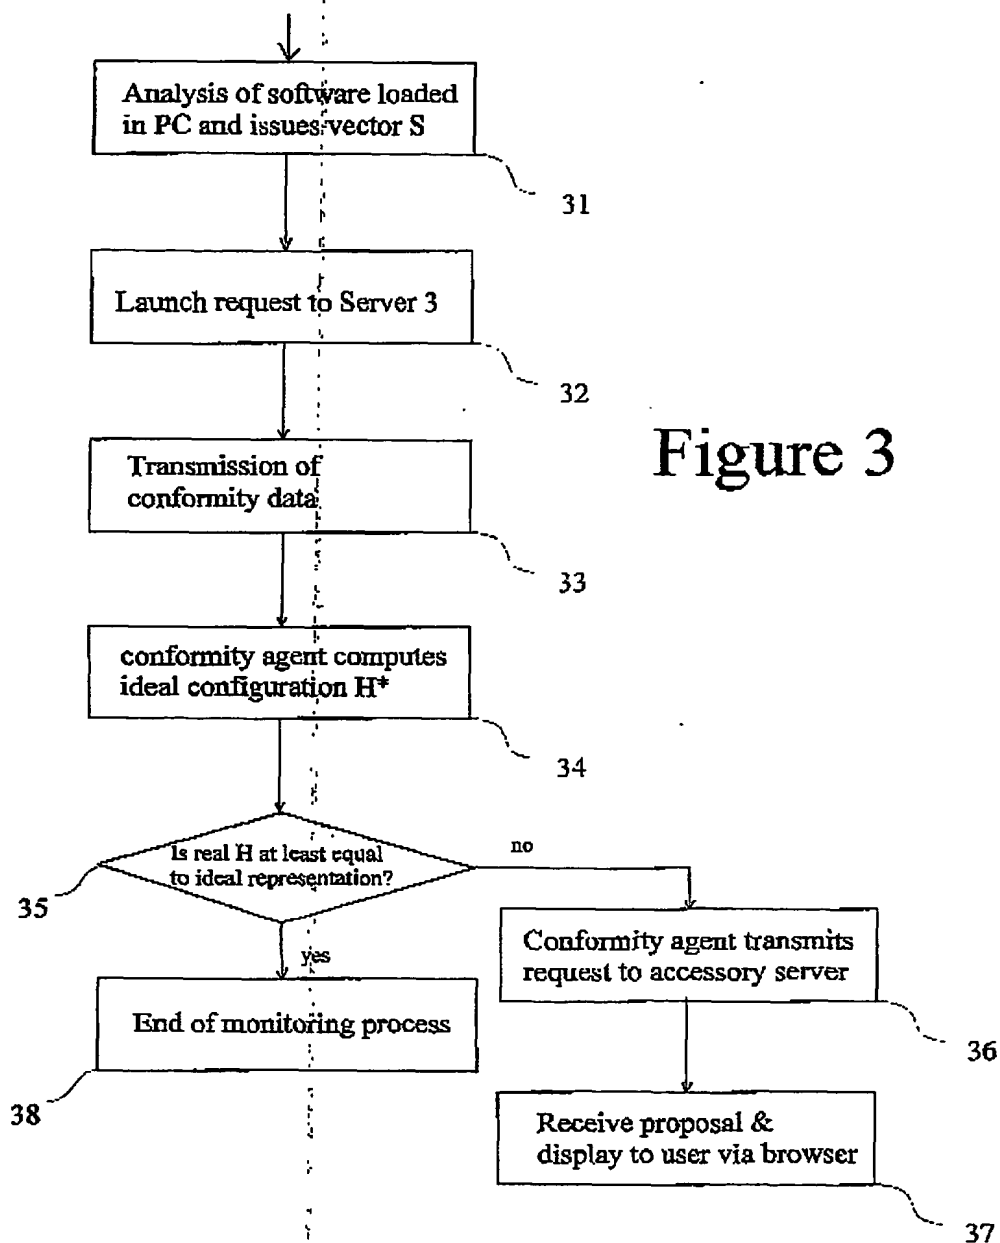 Analysis of software loaded
in PC and issues vector S
31
Launch request to Server 3
32
Figure 3
Transmission of
conformity data
33
conformity agent computes
ideal configuration H*
34
Is real H at least equal
to ideal representation?
no
35
Conformity agent transmits
request to accessory server
yes
End of monitoring process
36
38
Receive proposal &
display to user via browser
37